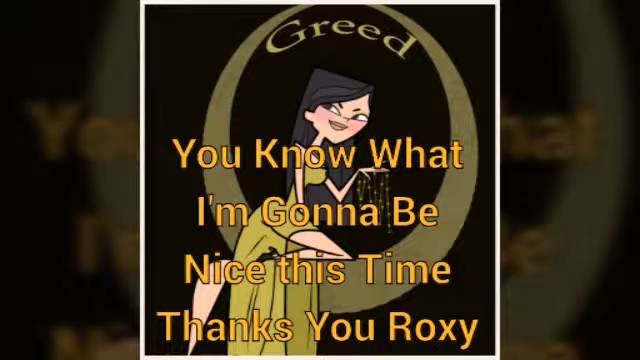 Greed
You Know What
I'm Gonna Be
Nice this Time
Thanks You Roxy